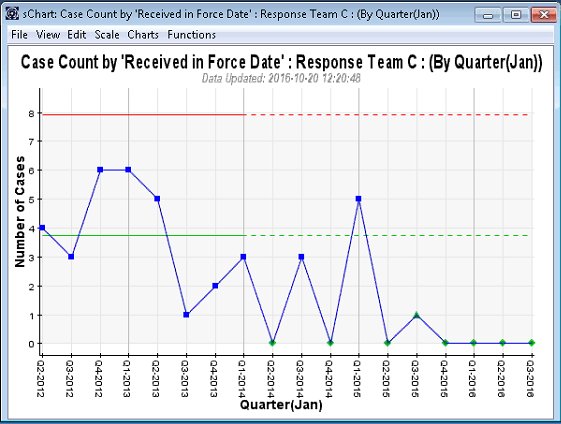 sChart: Case Count by 'Received in Force Date' : Response Team C : (By Quarter(Jan))
File View Edit Scale Charts Functions
Case Count by 'Received in Force Date' : Response Team C : (By Quarter(Jan))
Data Updated: 2016-10-20 12:20:48
Number of Cases
8
7
6
5
4
3
2
1
0
Q2-2012 Q3-2012 Q4-2012 Q1-2013 Q2-2013 Q3-2013 Q4-2013 Q1-2014 Q2-2014 Q3-2014 Q4-2014 Q1-2015 Q2-2015 Q3-2015 Q4-2015 Q1-2016 Q2-2016 Q3-2016
Quarter(Jan)